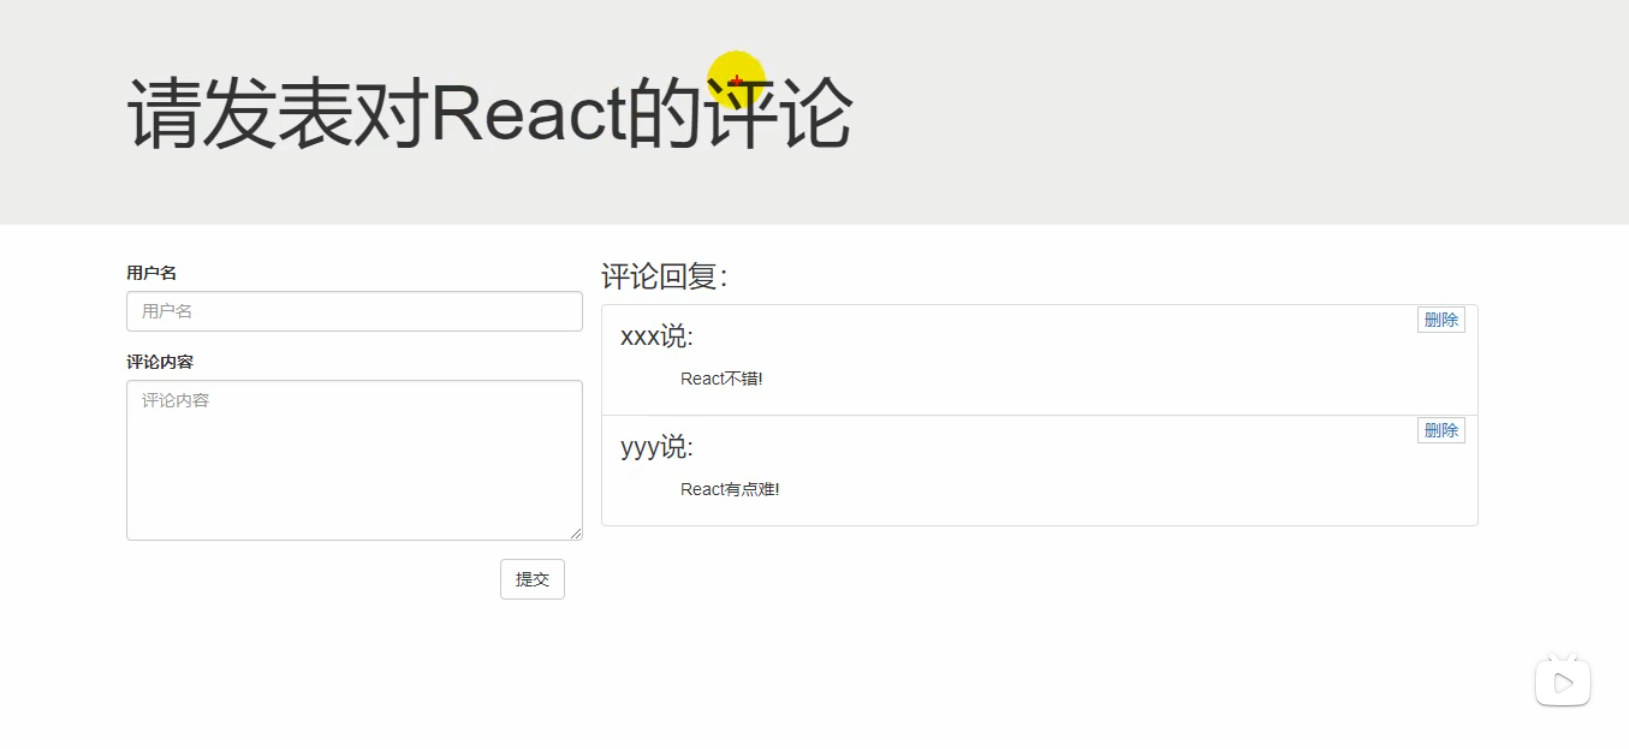 请发表对React的评论
用户名
用户名
评论内容
评论内容
提交
评论回复：
xxx说:
删除
React不错!
yyy说:
删除
React有点难!